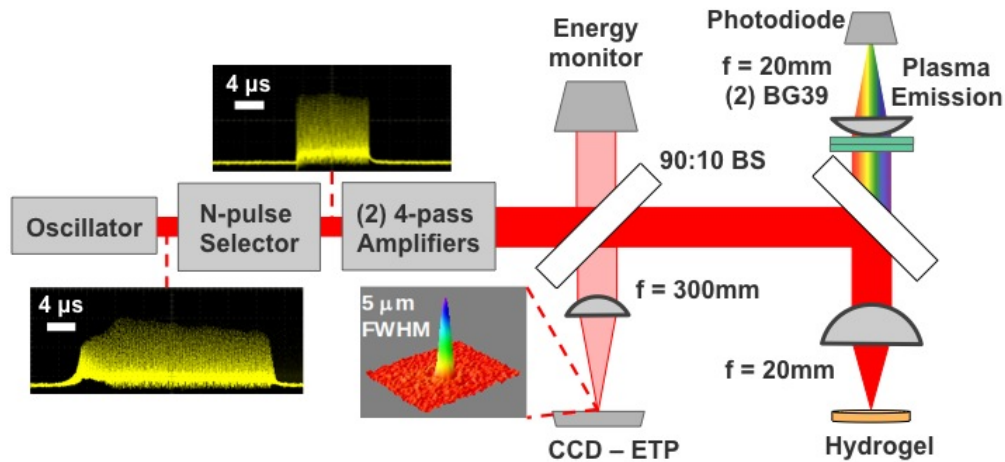 Energy
monitor
Photodiode
f = 20mm
(2) BG39
Plasma
Emission
4 µs
90:10 BS
Oscillator
N-pulse
Selector
(2) 4-pass
Amplifiers
4 µs
5 µm
FWHM
f = 300mm
f = 20mm
CCD – ETP
Hydrogel